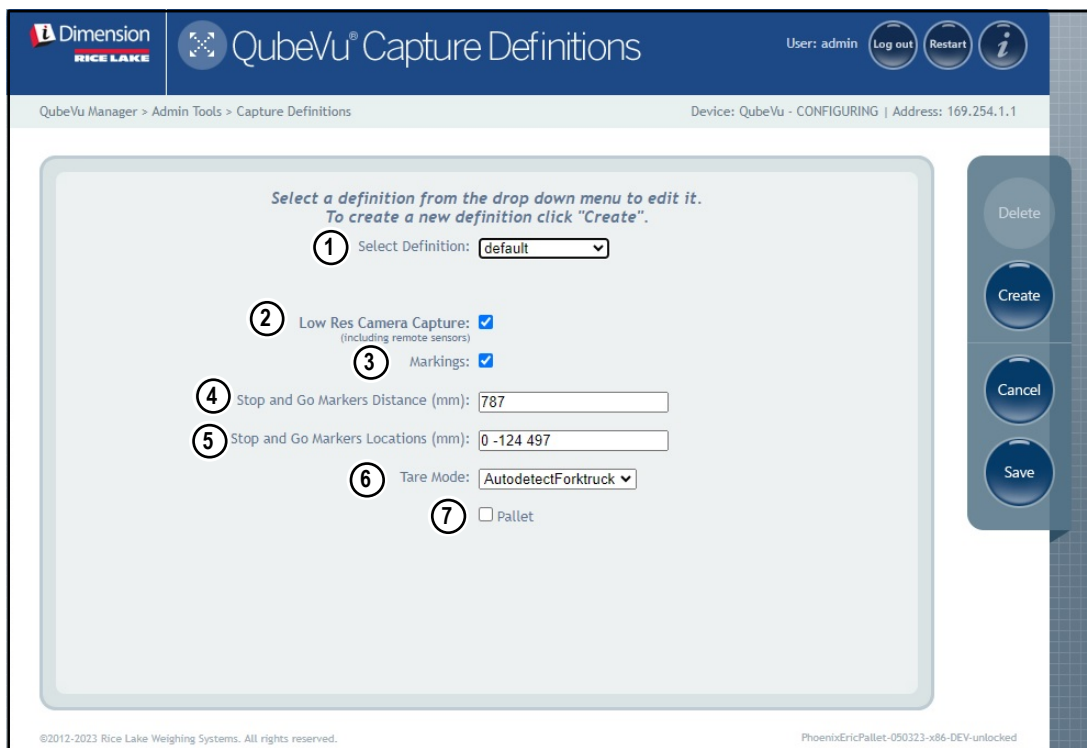 iDimension
RICE LAKE
QubeVu® Capture Definitions
User: admin
Log out
Restart
i
QubeVu Manager > Admin Tools > Capture Definitions
Device: QubeVu - CONFIGURING | Address: 169.254.1.1
Select a definition from the drop down menu to edit it.
To create a new definition click "Create".
1 Select Definition: default
2 Low Res Camera Capture:
(including remote sensors)
3 Markings:
4 Stop and Go Markers Distance (mm): 787
5 Stop and Go Markers Locations (mm): 0 -124 497
6 Tare Mode: AutodetectForktruck
7 Pallet
Delete
Create
Cancel
Save
©2012-2023 Rice Lake Weighing Systems. All rights reserved.
PhoenixEricPallet-050323-x86-DEV-unlocked